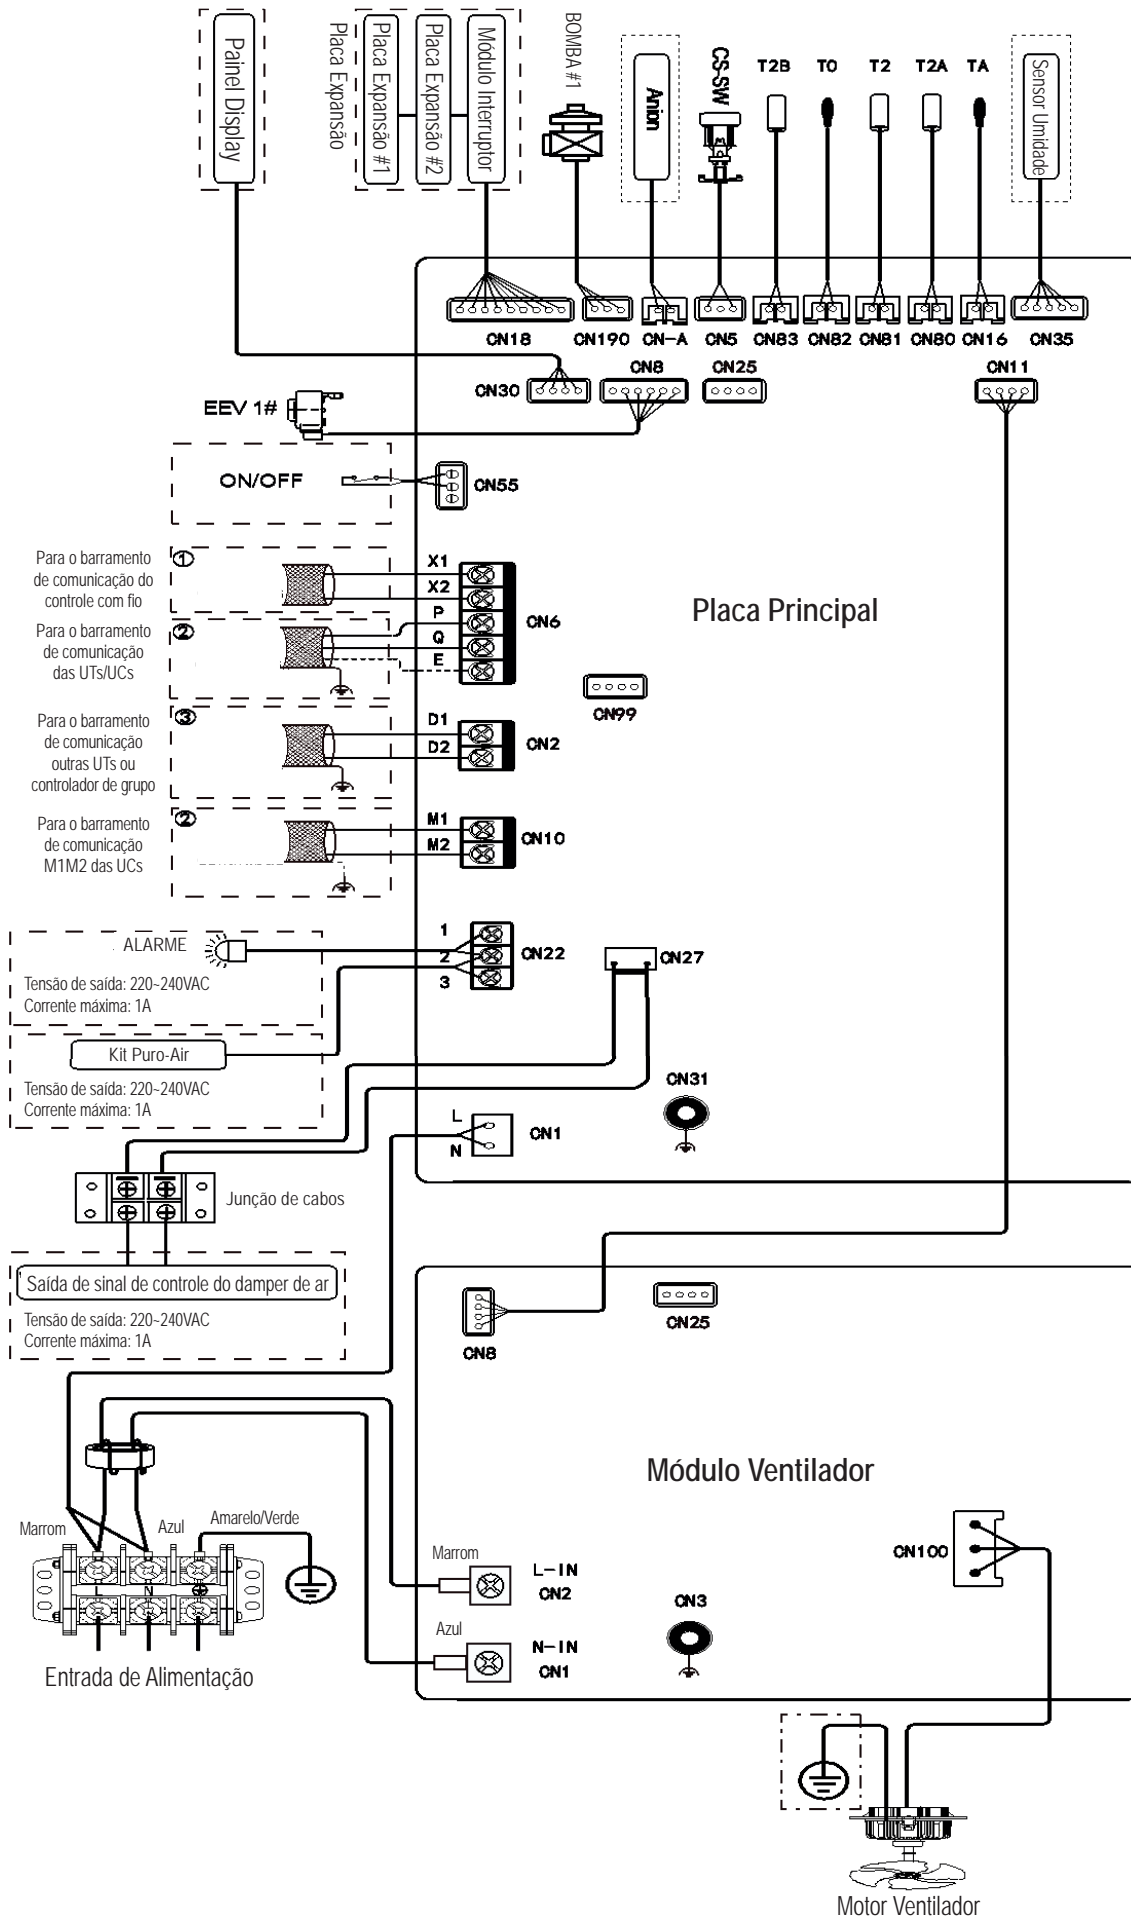 Painel Display
Placa Expansão
Placa Expansão #1
Placa Expansão #2
Módulo Interruptor
BOMBA #1
Anion
CS-SW
T2B
T0
T2
T2A
TA
Sensor Umidade
CN18
CN190
CN-A
CN5
CN83
CN82
CN81
CN80
CN16
CN35
CN30
CN8
CN25
CN11
EEV 1#
ON/OFF
CN55
Para o barramento
de comunicação do
controle com fio
①
X1
X2
Para o barramento
de comunicação
das UTs/UCs
②
P
Q
E
CN6
Placa Principal
CN99
Para o barramento
de comunicação
outras UTs ou
controlador de grupo
③
D1
D2
CN2
Para o barramento
de comunicação
M1M2 das UCs
②
M1
M2
CN10
ALARME
Tensão de saída: 220~240VAC
Corrente máxima: 1A
1
2
3
CN22
CN27
Kit Puro-Air
Tensão de saída: 220~240VAC
Corrente máxima: 1A
CN31
L
N
CN1
Junção de cabos
Saída de sinal de controle do damper de ar
Tensão de saída: 220~240VAC
Corrente máxima: 1A
CN8
CN25
Módulo Ventilador
Marrom
Azul
Amarelo/Verde
L
N
Entrada de Alimentação
Marrom
L-IN
CN2
Azul
N-IN
CN1
CN3
CN100
Motor Ventilador